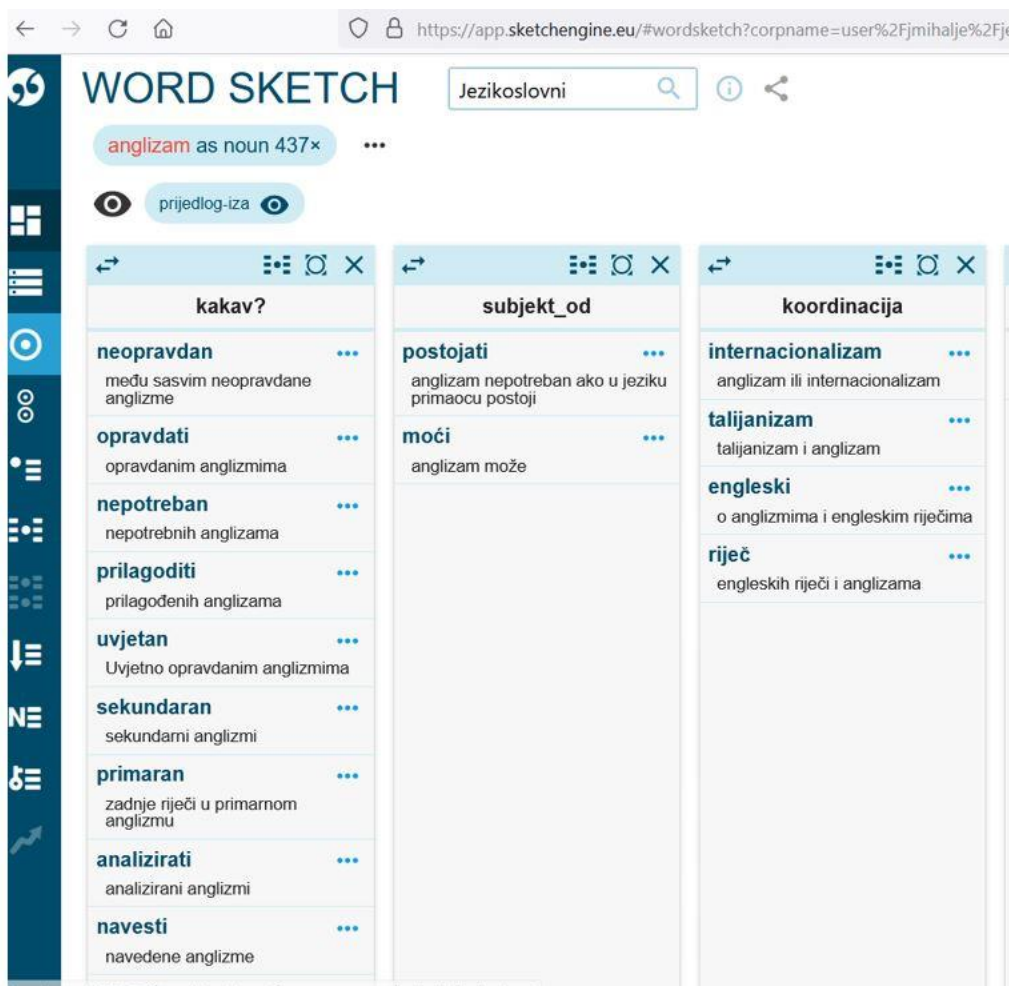 https://app.sketchengine.eu/#wordsketch?corpname=user%2Fjmihalje%2Fj
WORD SKETCH
Jezikoslovni
anglizam as noun 437×
prijedlog-iza
kakav?
neopravdan
među sasvim neopravdane
anglizme
opravdati
opravdanim anglizmima
nepotreban
nepotrebnih anglizama
prilagoditi
prilagođenih anglizama
uvjetan
Uvjetno opravdanim anglizmima
sekundaran
sekundarni anglizmi
primaran
zadnje riječi u primarnom
anglizmu
analizirati
analizirani anglizmi
navesti
navedene anglizme
subjekt_od
postojati
anglizam nepotreban ako u jeziku
primaocu postoji
moći
anglizam može
koordinacija
internacionalizam
anglizam ili internacionalizam
talijanizam
talijanizam i anglizam
engleski
o anglizmima i engleskim riječima
riječ
engleskih riječi i anglizama